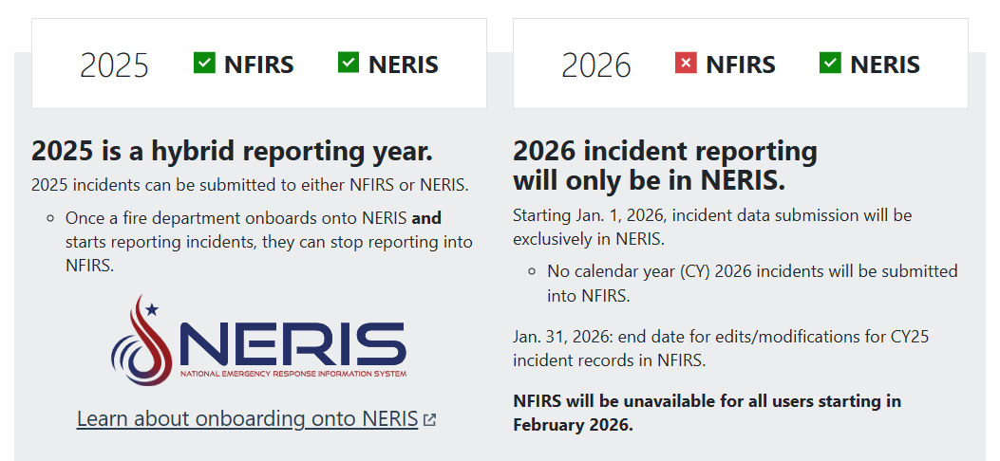 2025 NFIRS NERIS
2025 is a hybrid reporting year.
2025 incidents can be submitted to either NFIRS or NERIS.
Once a fire department onboards onto NERIS and
starts reporting incidents, they can stop reporting into
NFIRS.
NERIS
NATIONAL EMERGENCY RESPONSE INFORMATION SYSTEM
Learn about onboarding onto NERIS
2026 NFIRS NERIS
2026 incident reporting
will only be in NERIS.
Starting Jan. 1, 2026, incident data submission will be
exclusively in NERIS.
No calendar year (CY) 2026 incidents will be submitted
into NFIRS.
Jan. 31, 2026: end date for edits/modifications for CY25
incident records in NFIRS.
NFIRS will be unavailable for all users starting in
February 2026.